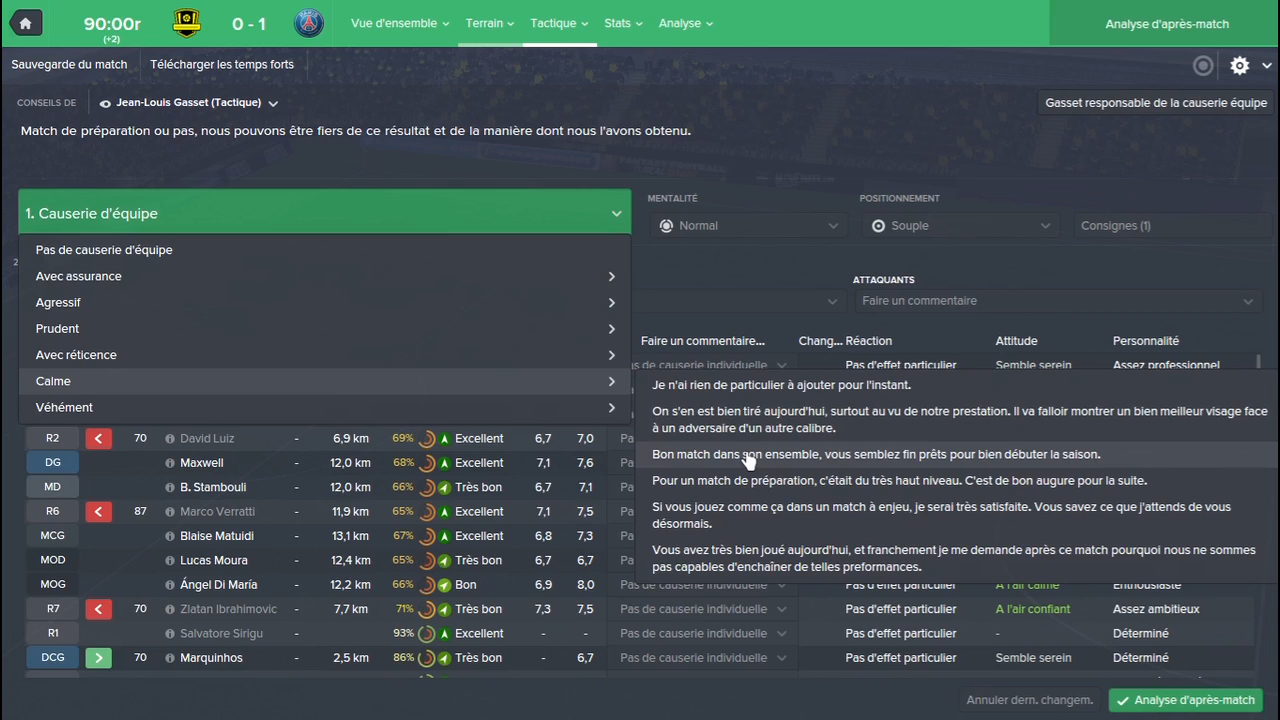 90:00r
(+2)
0 - 1
Vue d'ensemble
Terrain
Tactique
Stats
Analyse
Analyse d'après-match
Sauvegarde du match
Télécharger les temps forts
CONSEILS DE
Jean-Louis Gasset (Tactique)
Gasset responsable de la causerie équipe
Match de préparation ou pas, nous pouvons être fiers de ce résultat et de la manière dont nous l'avons obtenu.
1. Causerie d'équipe
MENTALITÉ
POSITIONNEMENT
Normal
Souple
Consignes (1)
Pas de causerie d'équipe
Avec assurance
Agressif
Prudent
Avec réticence
Calme
Véhément
ATTAQUANTS
Faire un commentaire
Faire un commentaire... Chang... Réaction Attitude Personnalité
Pas de causerie individuelle Pas d'effet particulier Semble serein Assez professionnel
Je n'ai rien de particulier à ajouter pour l'instant.
On s'en est bien tiré aujourd'hui, surtout au vu de notre prestation. Il va falloir montrer un bien meilleur visage face
à un adversaire d'un autre calibre.
Bon match dans son ensemble, vous semblez fin prêts pour bien débuter la saison.
Pour un match de préparation, c'était du très haut niveau. C'est de bon augure pour la suite.
Si vous jouez comme ça dans un match à enjeu, je serai très satisfaite. Vous savez ce que j'attends de vous
désormais.
Vous avez très bien joué aujourd'hui, et franchement je me demande après ce match pourquoi nous ne sommes
pas capables d'enchaîner de telles preformances.
R2 70 David Luiz - 6,9 km 69% Excellent 6,7 7,0
DG Maxwell - 12,0 km 68% Excellent 7,1 7,6
MD B. Stambouli - 12,0 km 66% Très bon 6,7 7,1
R6 87 Marco Verratti - 11,9 km 65% Excellent 7,1 7,5
MCG Blaise Matuidi - 13,1 km 67% Excellent 6,8 7,3
MOD Lucas Moura - 12,4 km 65% Très bon 6,7 6,7
MOG Ángel Di María - 12,2 km 66% Bon 6,9 8,0 Pas de causerie individuelle Pas d'effet particulier A l'air calme Enthousiaste
R7 70 Zlatan Ibrahimovic - 7,7 km 71% Très bon 7,3 7,5 Pas de causerie individuelle Pas d'effet particulier A l'air confiant Assez ambitieux
R1 Salvatore Sirigu - - 93% Excellent - - Pas de causerie individuelle Pas d'effet particulier - Déterminé
DCG 70 Marquinhos - 2,5 km 86% Très bon - 6,7 Pas de causerie individuelle Pas d'effet particulier Semble serein Déterminé
Annuler dern. changem.
Analyse d'après-match